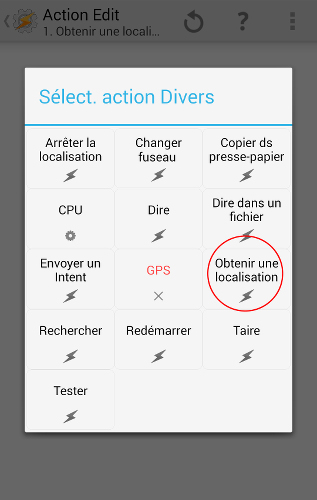 Action Edit
1. Obtenir une locali...
?
Sélect. action Divers
Arrêter la
localisation
Changer
fuseau
Copier ds
presse-papier
CPU
Dire
Dire dans un
fichier
Envoyer un
Intent
GPS
Obtenir une
localisation
Rechercher
Redémarrer
Taire
Tester